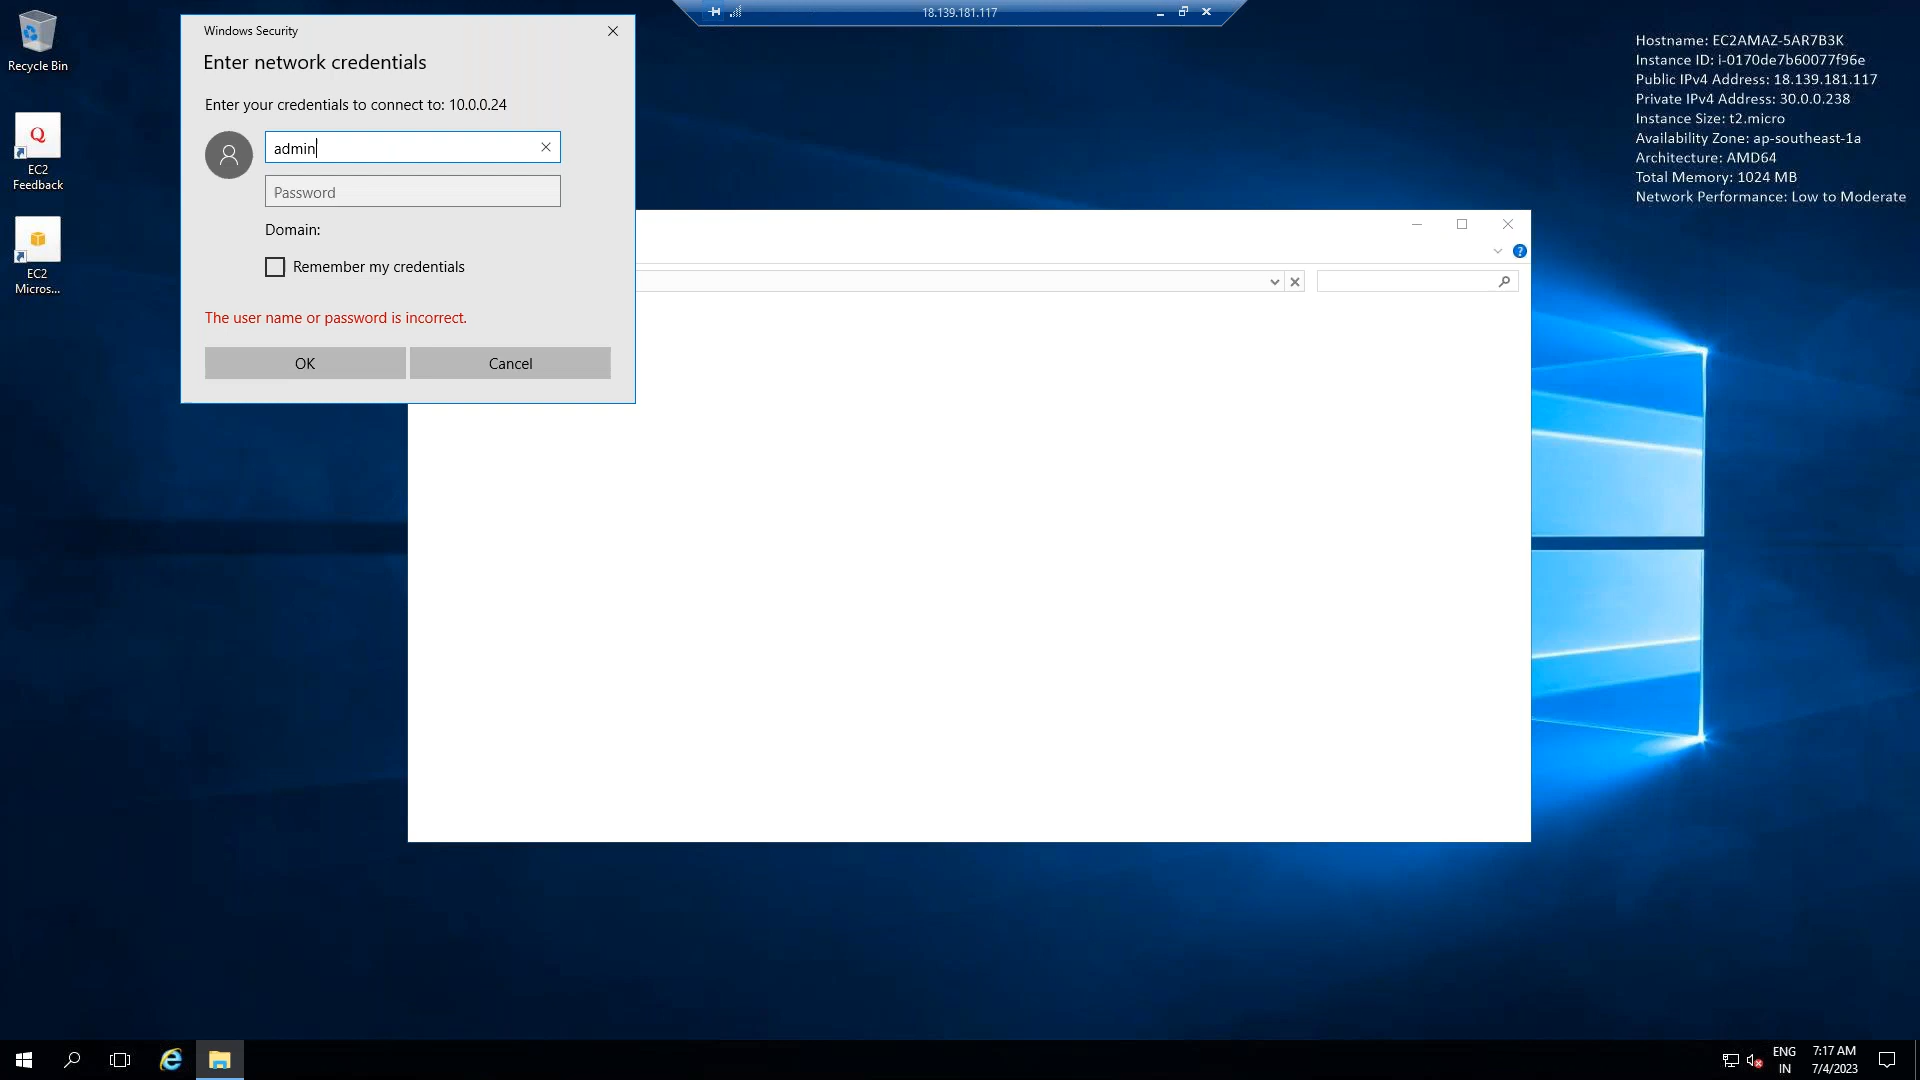 18.139.181.117
Recycle Bin
EC2
Feedback
EC2
Micros...
Windows Security
Enter network credentials
Enter your credentials to connect to: 10.0.0.24
admin
Password
Domain:
Remember my credentials
The user name or password is incorrect.
OK
Cancel
Hostname: EC2AMAZ-5AR7B3K
Instance ID: i-0170de7b60077f96e
Public IPv4 Address: 18.139.181.117
Private IPv4 Address: 30.0.0.238
Instance Size: t2.micro
Availability Zone: ap-southeast-1a
Architecture: AMD64
Total Memory: 1024 MB
Network Performance: Low to Moderate
ENG
IN
7:17 AM
7/4/2023